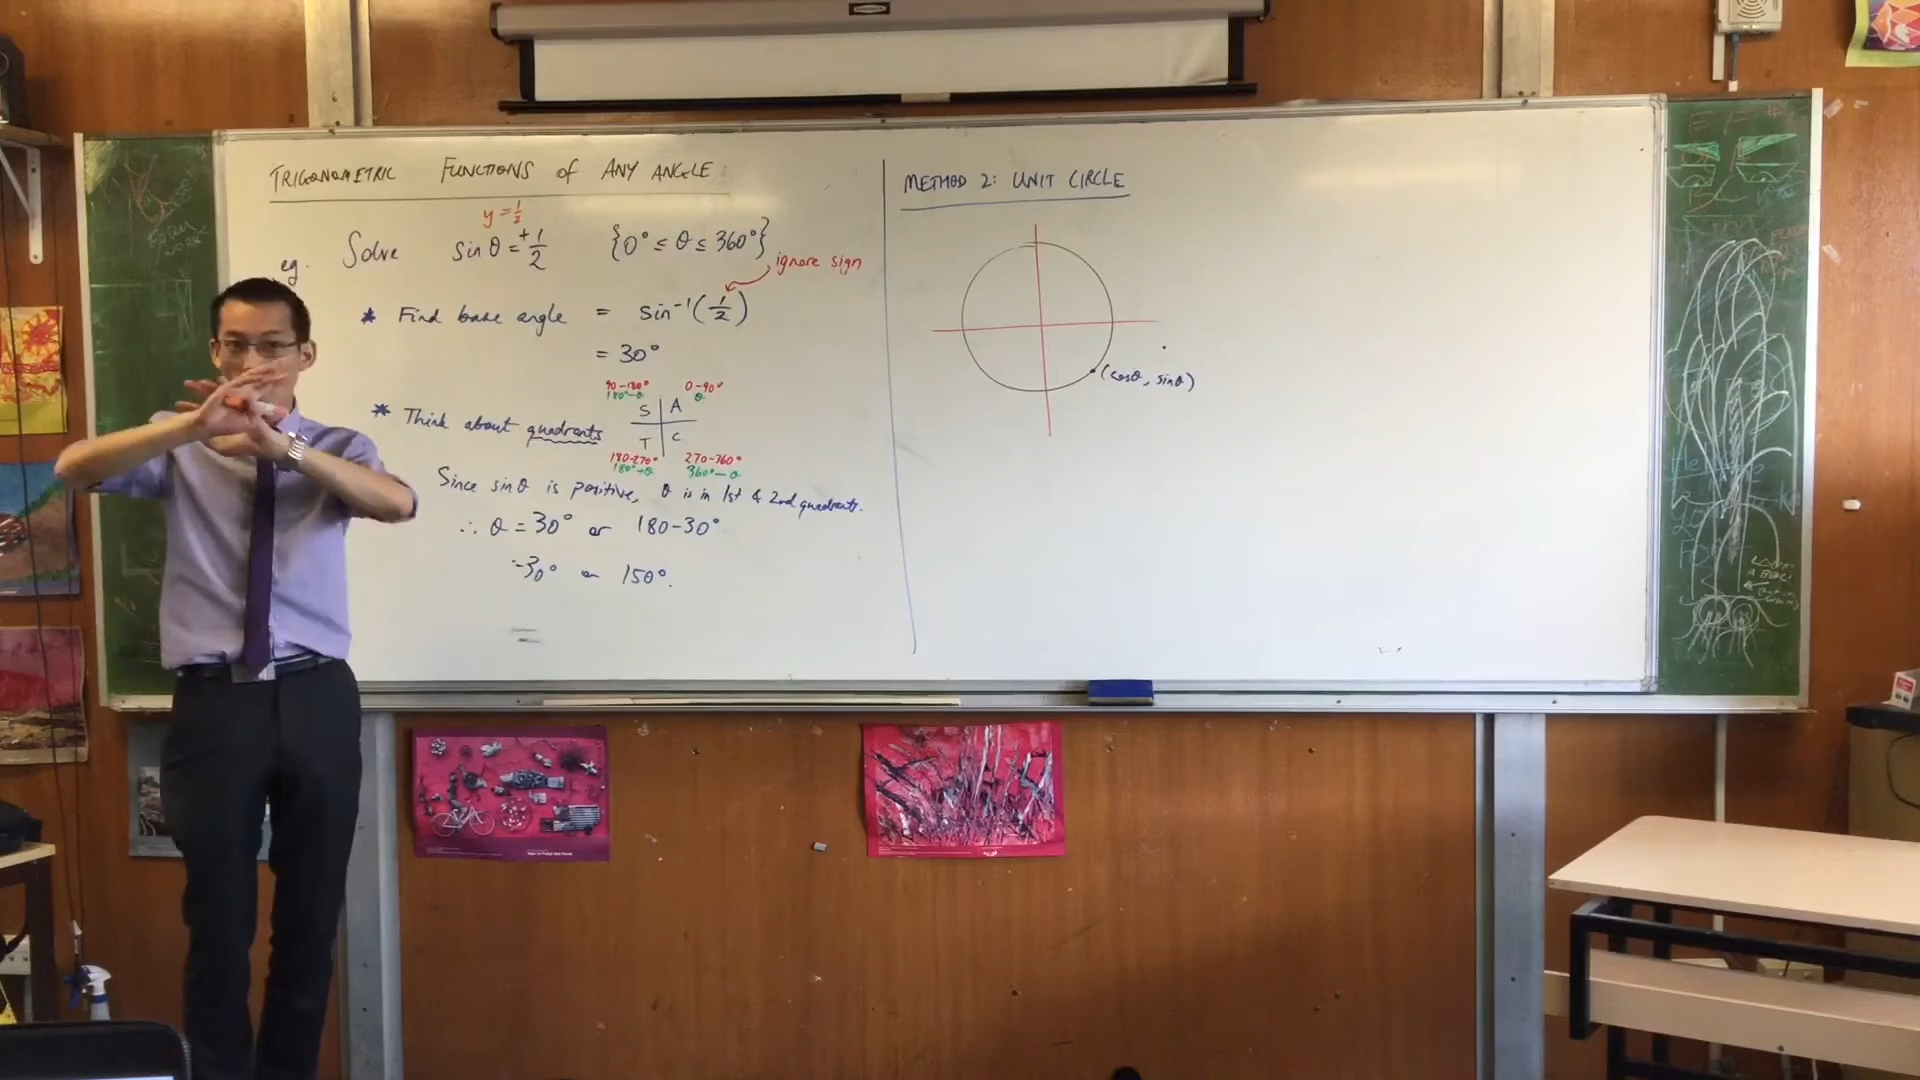 TRIGONOMETRIC FUNCTIONS of ANY ANGLE
y = 1/2
eg. Solve sin θ = +1/2 {0° ≤ θ ≤ 360°}
ignore sign
* Find base angle = sin⁻¹(1/2)
= 30°
90-180° 0-90°
180°-θ θ
S A
* Think about quadrants
T C
180-270° 270-360°
180°+θ 360°-θ
Since sin θ is positive, θ is in 1st & 2nd quadrants.
∴ θ = 30° or 180-30°
=30° or 150°.
METHOD 2: UNIT CIRCLE
(cosθ, sinθ)